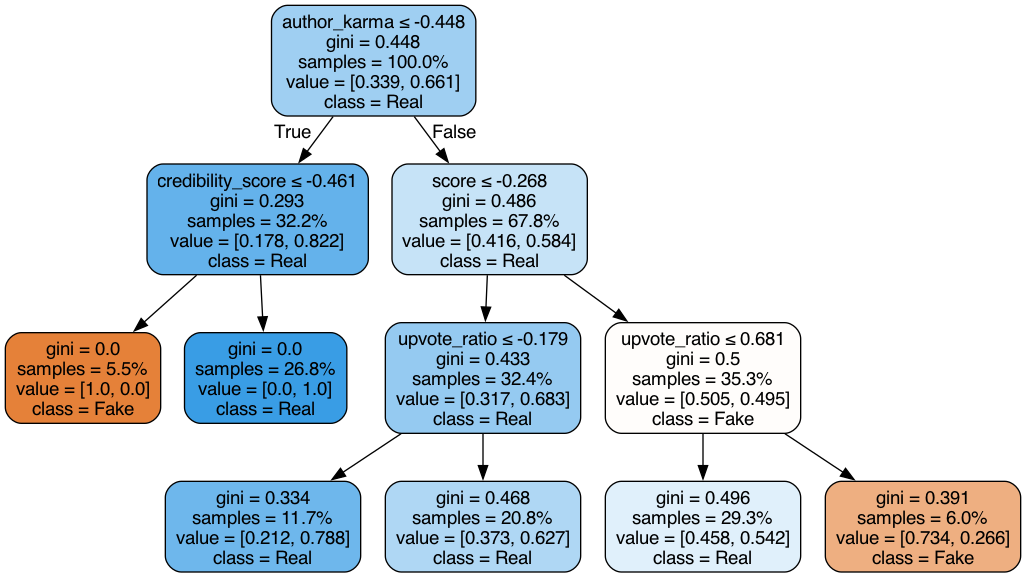 author_karma ≤ -0.448
gini = 0.448
samples = 100.0%
value = [0.339, 0.661]
class = Real
True
False
credibility_score ≤ -0.461
gini = 0.293
samples = 32.2%
value = [0.178, 0.822]
class = Real
score ≤ -0.268
gini = 0.486
samples = 67.8%
value = [0.416, 0.584]
class = Real
gini = 0.0
samples = 5.5%
value = [1.0, 0.0]
class = Fake
gini = 0.0
samples = 26.8%
value = [0.0, 1.0]
class = Real
upvote_ratio ≤ -0.179
gini = 0.433
samples = 32.4%
value = [0.317, 0.683]
class = Real
upvote_ratio ≤ 0.681
gini = 0.5
samples = 35.3%
value = [0.505, 0.495]
class = Fake
gini = 0.334
samples = 11.7%
value = [0.212, 0.788]
class = Real
gini = 0.468
samples = 20.8%
value = [0.373, 0.627]
class = Real
gini = 0.496
samples = 29.3%
value = [0.458, 0.542]
class = Real
gini = 0.391
samples = 6.0%
value = [0.734, 0.266]
class = Fake